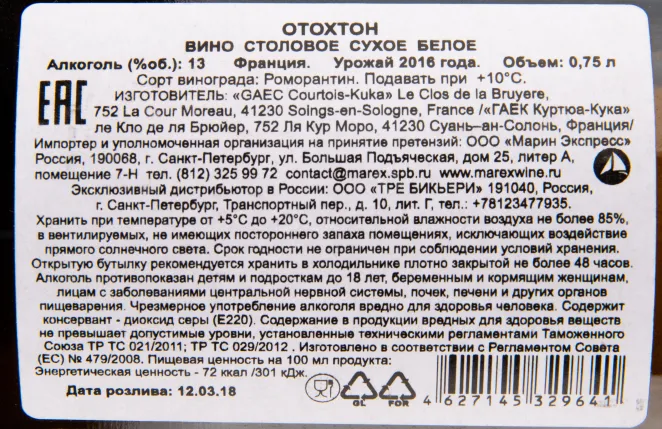 ОТОХТОН
ВИНО СТОЛОВОЕ СУХОЕ БЕЛОЕ
Алкоголь (%об.): 13 Франция. Урожай 2016 года. Объем: 0,75 л
Сорт винограда: Роморантин. Подавать при +10°С.
EAC
ИЗГОТОВИТЕЛЬ: «GAEC Courtois-Kuka» Le Clos de la Bruyere,
752 La Cour Moreau, 41230 Soings-en-Sologne, France /«ГАЕК Куртюа-Кука»
ле Кло де ля Брюйер, 752 Ля Кур Моро, 41230 Суань–ан-Солонь, Франция/
Импортер и уполномоченная организация на принятие претензий: ООО «Марин Экспресс»
Россия, 190068, г. Санкт-Петербург, ул. Большая Подъяческая, дом 25, литер А,
помещение 7-Н тел. (812) 325 99 72 contact@marex.spb.ru www.marexwine.ru
Эксклюзивный дистрибьютор в России: ООО «ТРЕ БИКЬЕРИ» 191040, Россия,
г. Санкт-Петербург, Транспортный пер., д. 10, лит. Г, тел.: +78123477935.
Хранить при температуре от +5°С до +20°С, относительной влажности воздуха не более 85%,
в вентилируемых, не имеющих постороннего запаха помещениях, исключающих воздействие
прямого солнечного света. Срок годности не ограничен при соблюдении условий хранения.
Открытую бутылку рекомендуется хранить в холодильнике плотно закрытой не более 48 часов.
Алкоголь противопоказан детям и подросткам до 18 лет, беременным и кормящим женщинам,
лицам с заболеваниями центральной нервной системы, почек, печени и других органов
пищеварения. Чрезмерное употребление алкоголя вредно для здоровья человека. Содержит
консервант - диоксид серы (Е220). Содержание в продукции вредных для здоровья веществ
не превышает допустимые уровни, установленные техническими регламентами Таможенного
Союза ТР ТС 021/2011; ТР ТС 029/2012 . Изготовлено в соответствии с Регламентом Совета
(ЕС) № 479/2008. Пищевая ценность на 100 мл продукта:
Энергетическая ценность - 72 ккал /301 кДж.
Дата розлива: 12.03.18
GL FOR
4 627145 329641